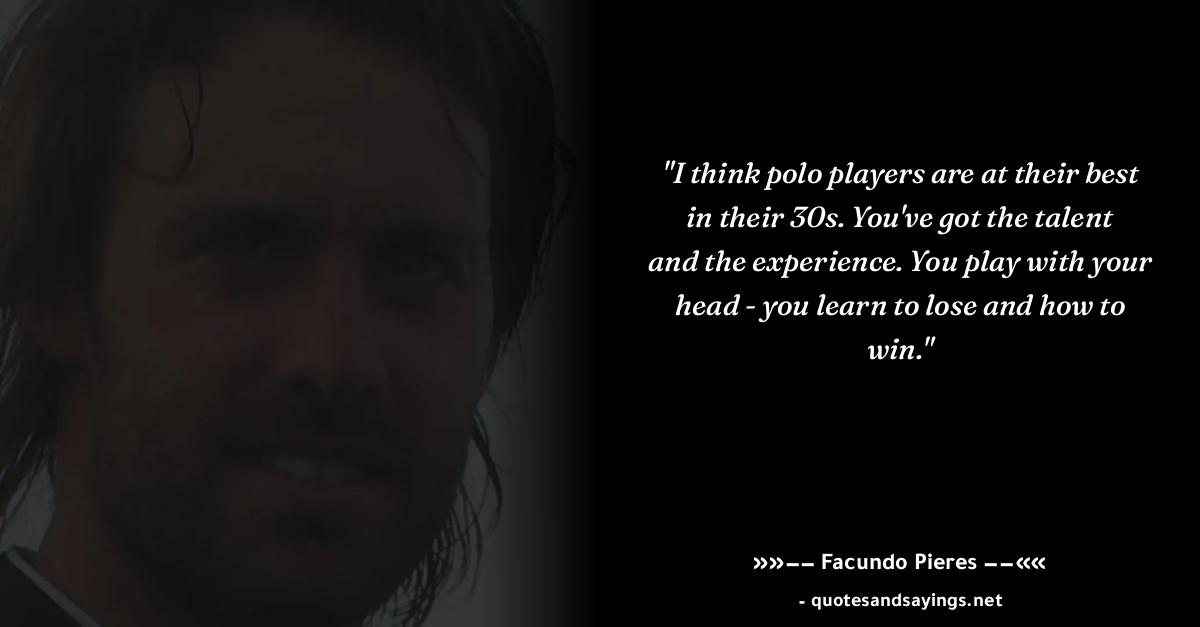 "I think polo players are at their best
in their 30s. You've got the talent
and the experience. You play with your
head - you learn to lose and how to
win."
»»−− Facundo Pieres −−««
- quotesandsayings.net